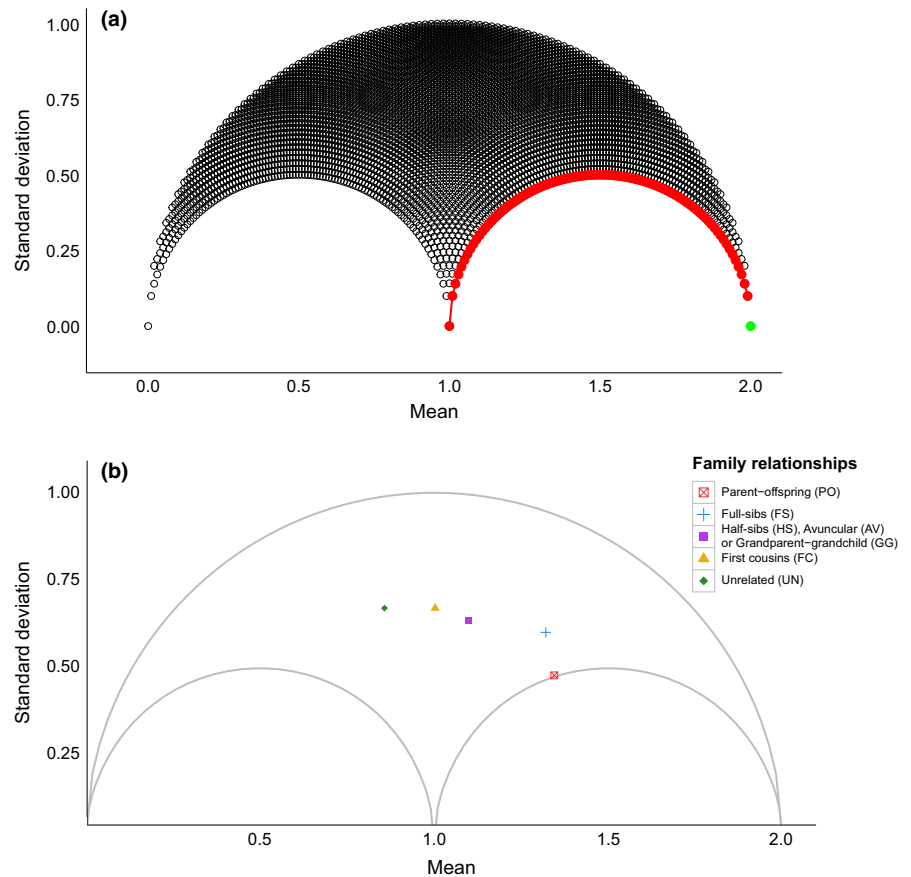 (a)
1.00
0.75
0.50
0.25
0.00
Standard deviation
0.0 0.5 1.0 1.5 2.0
Mean
(b)
1.00
0.75
0.50
0.25
Standard deviation
0.5 1.0 1.5 2.0
Mean
Family relationships
Parent−offspring (PO)
Full−sibs (FS)
Half−sibs (HS), Avuncular (AV)
or Grandparent−grandchild (GG)
First cousins (FC)
Unrelated (UN)